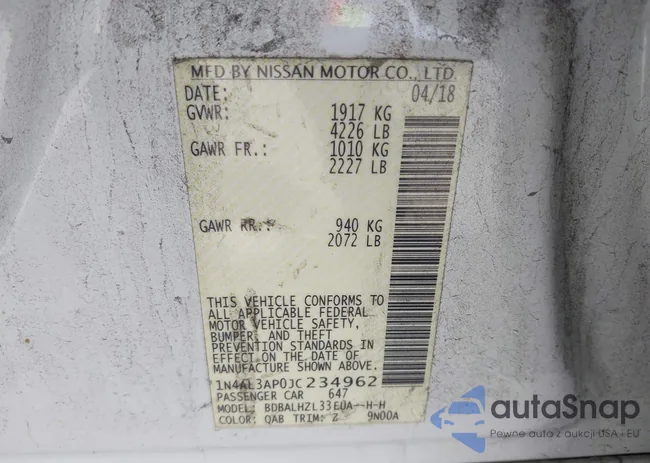 MFD BY NISSAN MOTOR CO., LTD.
DATE: 04/18
GVWR: 1917 KG
4226 LB
GAWR FR.: 1010 KG
2227 LB
GAWR RR.: 940 KG
2072 LB
THIS VEHICLE CONFORMS TO
ALL APPLICABLE FEDERAL
MOTOR VEHICLE SAFETY,
BUMPER, AND THEFT
PREVENTION STANDARDS IN
EFFECT ON THE DATE OF
MANUFACTURE SHOWN ABOVE.
1N4AL3AP0JC234962
PASSENGER CAR 647
MODEL: BDBALHZL33EDA--H-H
COLOR: QAB TRIM: Z 9N00A
autoSnap
Pewne auta z aukcji USA i EU